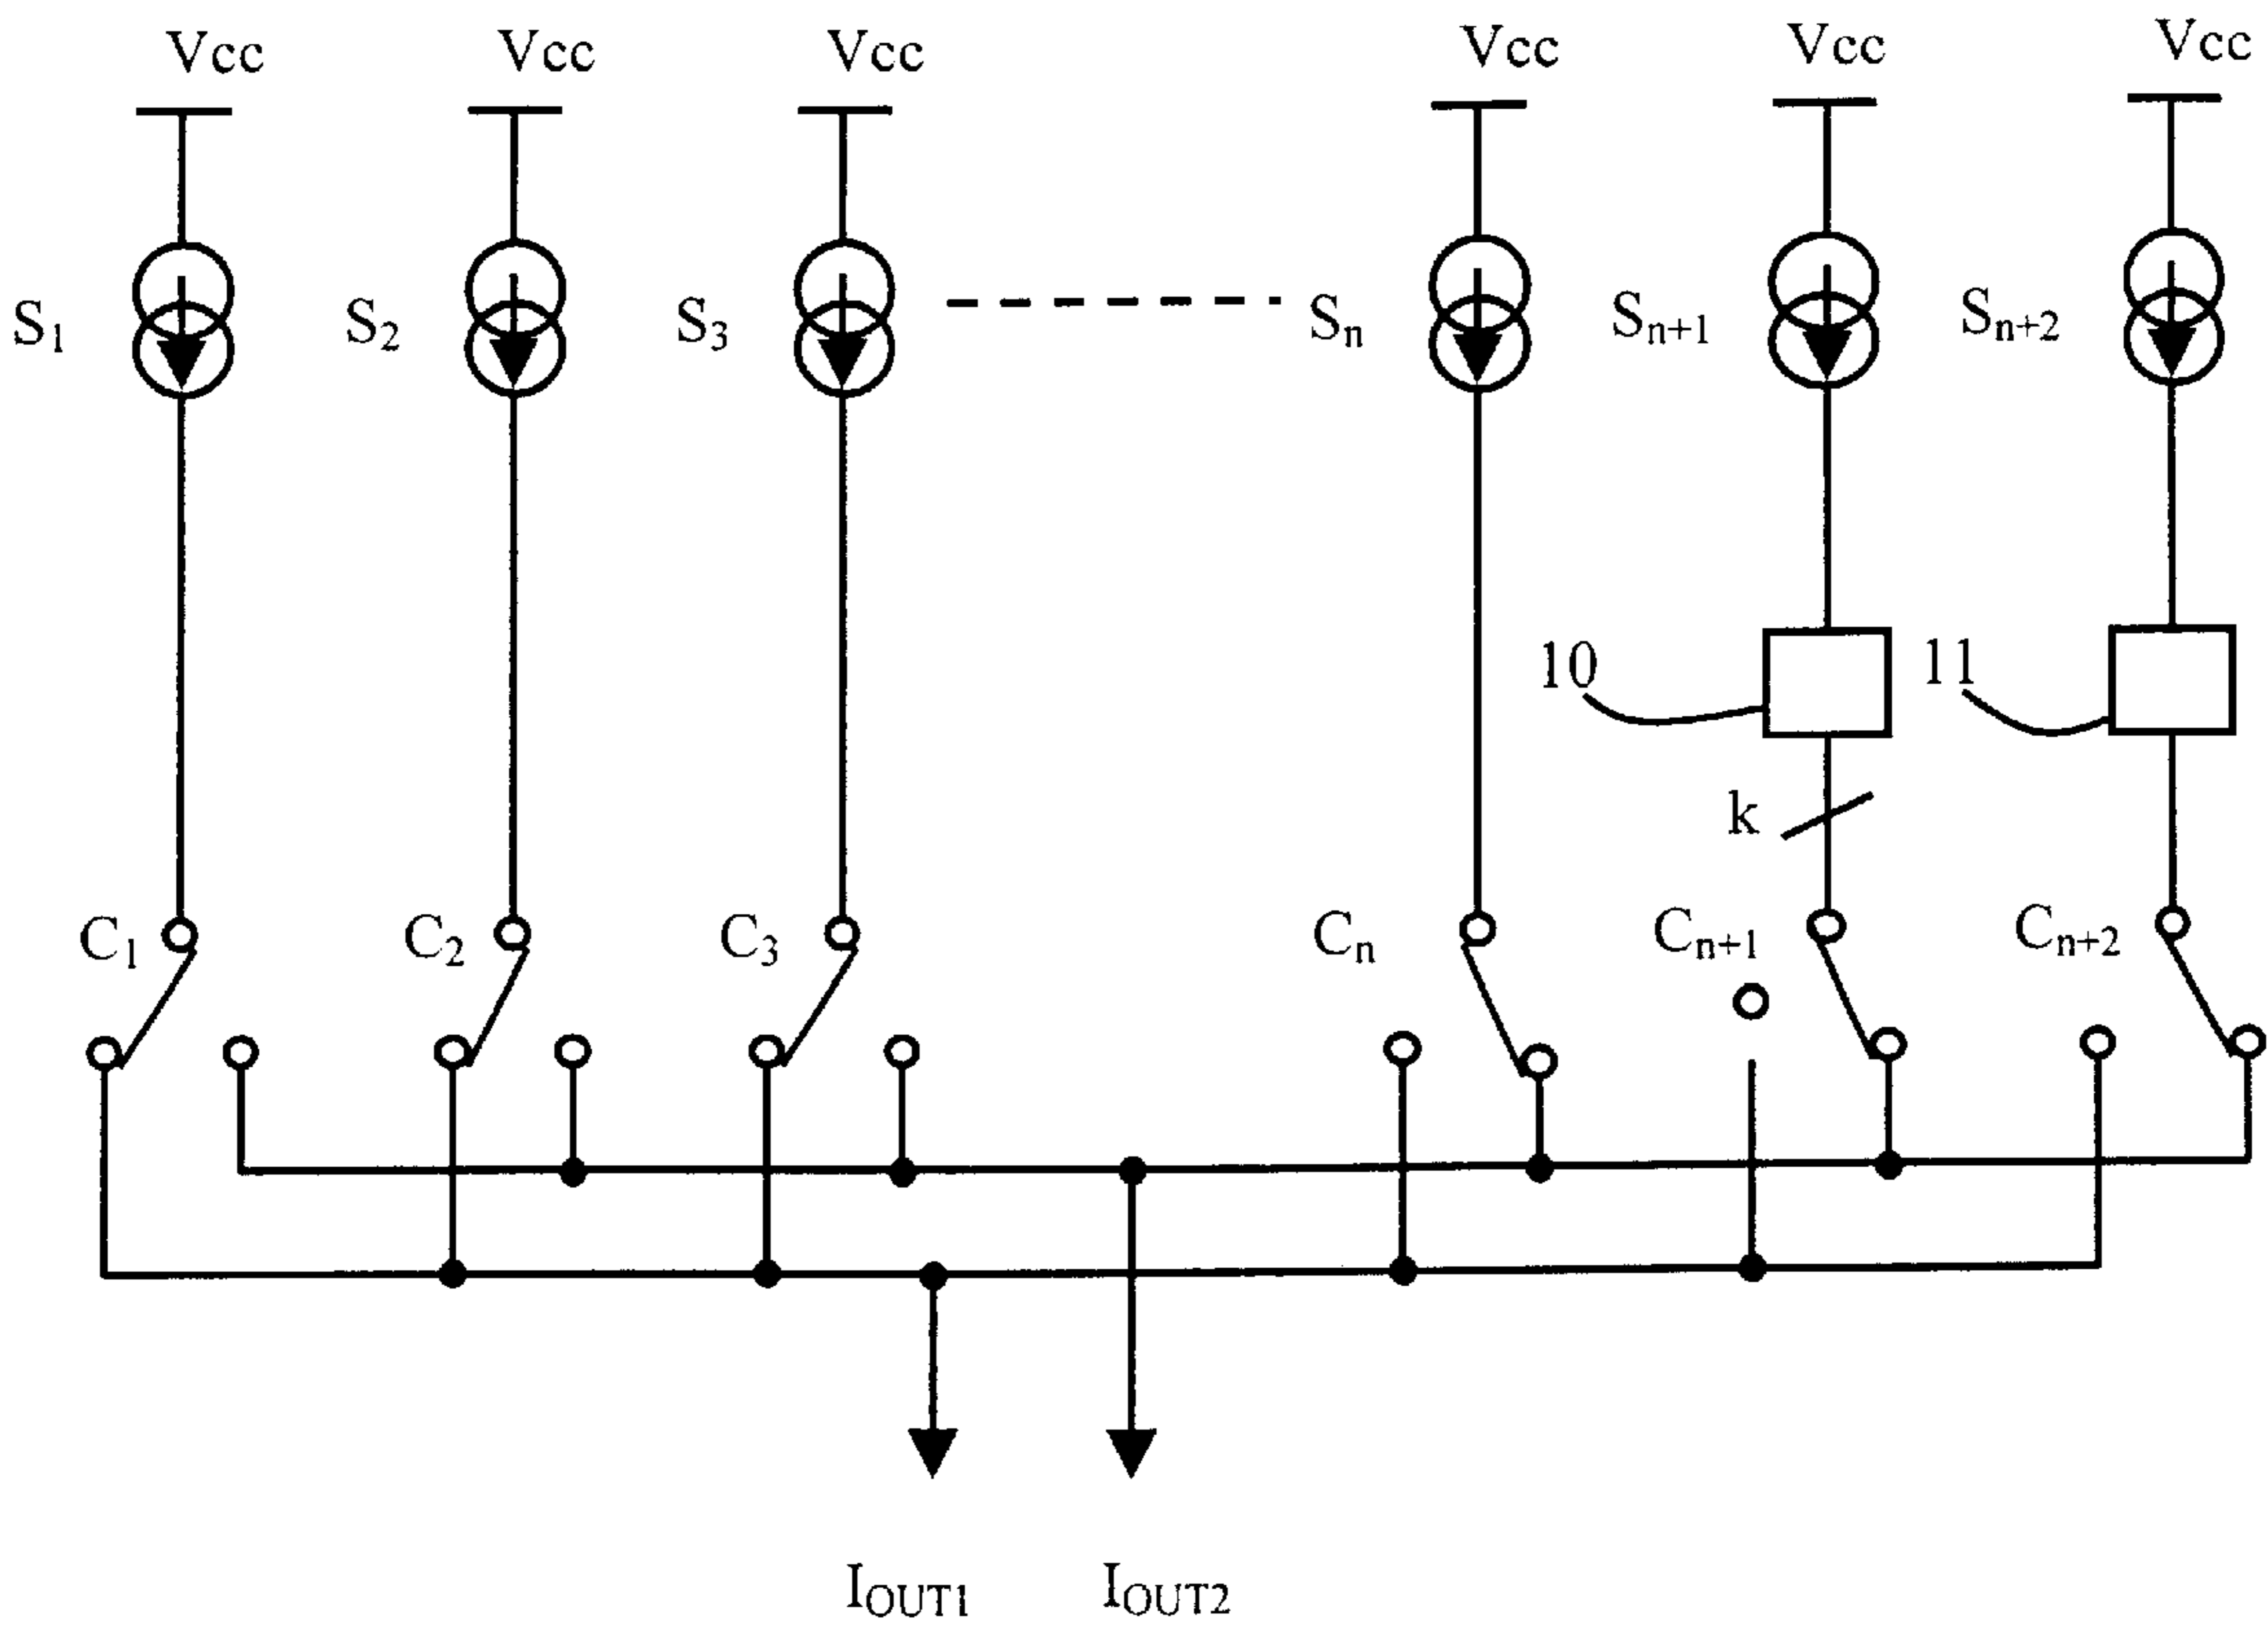 Vcc Vcc Vcc Vcc Vcc Vcc
S1 S2 S3 Sn Sn+1 Sn+2
10 11
k
C1 C2 C3 Cn Cn+1 Cn+2
IOUT1 IOUT2